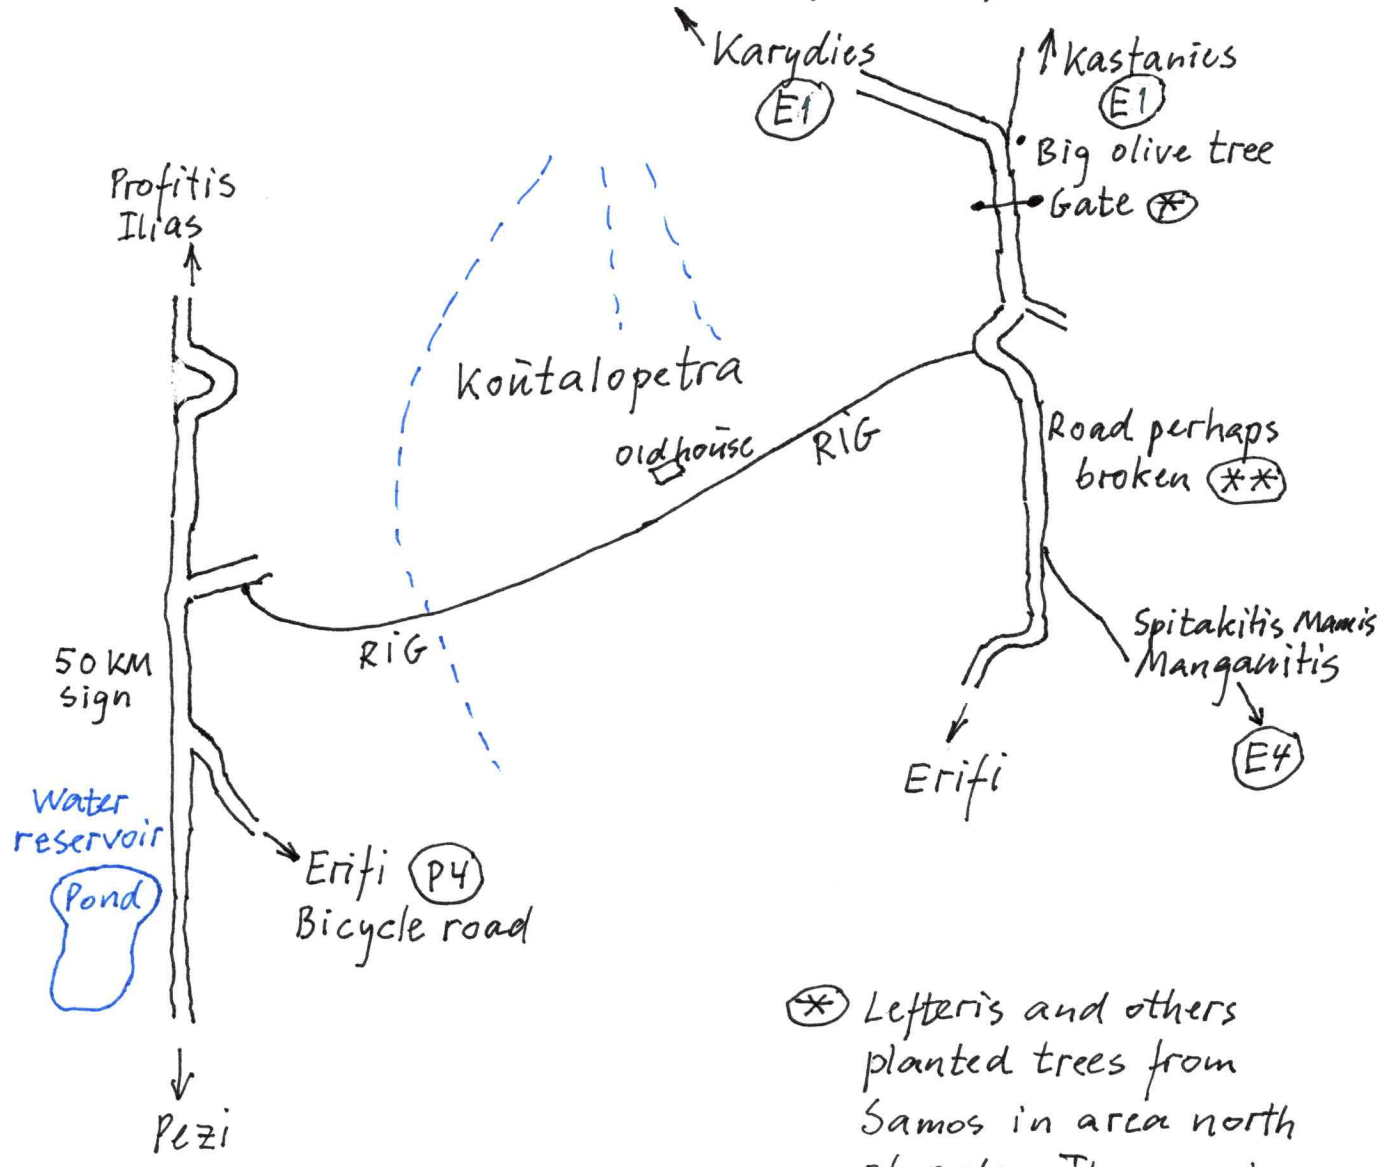 Karydies
E1
Kastanies
E1
Big olive tree
Gate *
Profitis
Ilias
Koutalopetra
Old house
RIG
Road perhaps
broken **
RIG
50 KM
sign
Spitakitis Mamis
Manganitis
E4
Erifi
Water
reservoir
Pond
Erifi P4
Bicycle road
Pezi
* Lefteris and others
planted trees from
Samos in area north